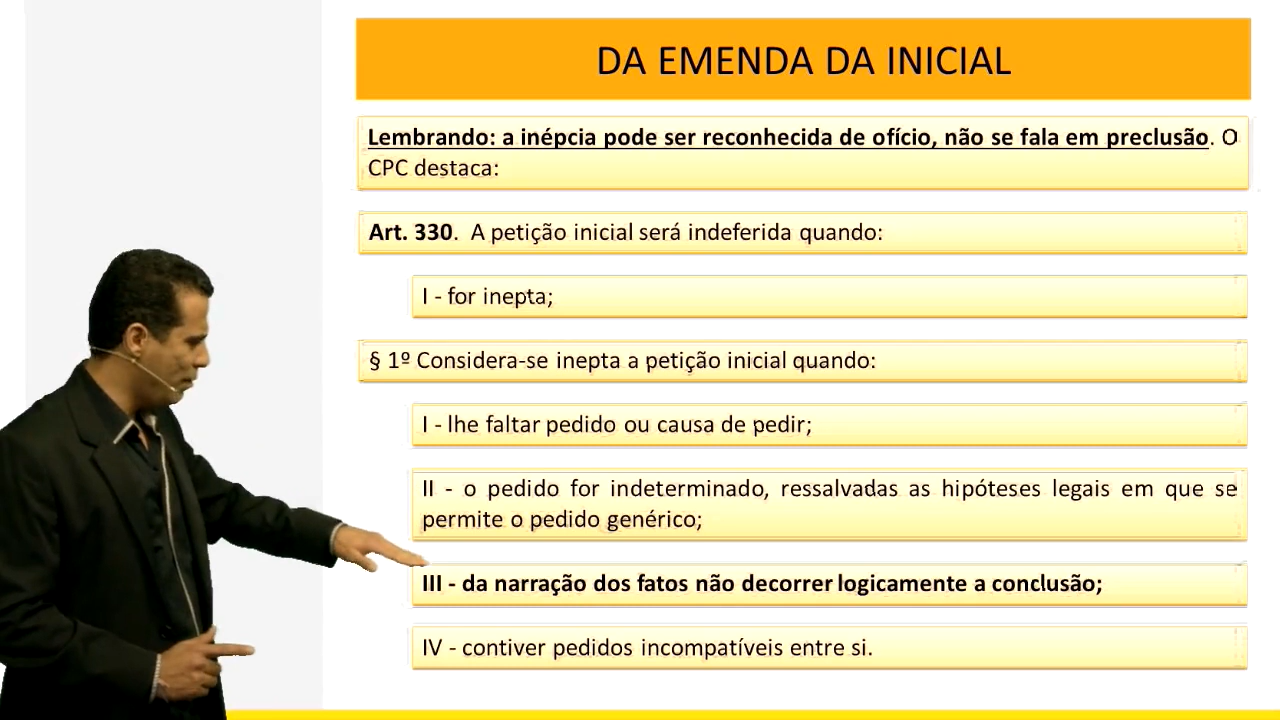 DA EMENDA DA INICIAL
Lembrando: a inépcia pode ser reconhecida de ofício, não se fala em preclusão. O
CPC destaca:
Art. 330. A petição inicial será indeferida quando:
I - for inepta;
§ 1º Considera-se inepta a petição inicial quando:
I - lhe faltar pedido ou causa de pedir;
II - o pedido for indeterminado, ressalvadas as hipóteses legais em que se
permite o pedido genérico;
III - da narração dos fatos não decorrer logicamente a conclusão;
IV - contiver pedidos incompatíveis entre si.